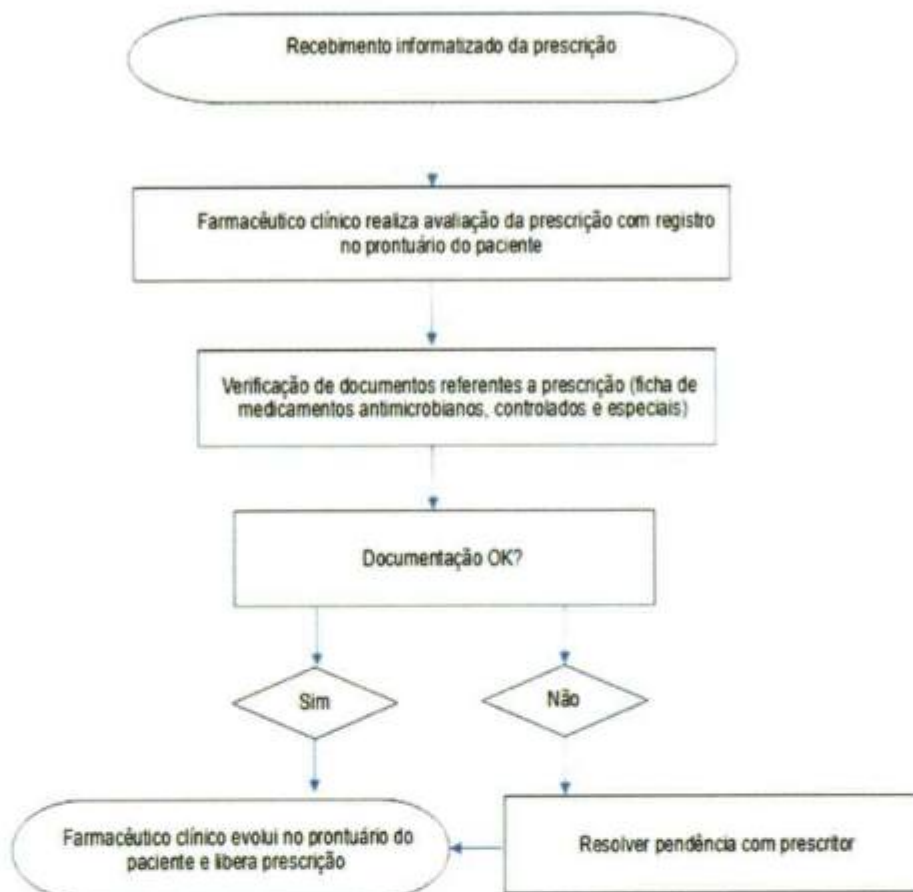 Recebimento informatizado da prescrição
Farmacêutico clínico realiza avaliação da prescrição com registro
no prontuário do paciente
Verificação de documentos referentes a prescrição (ficha de
medicamentos antimicrobianos, controlados e especiais)
Documentação OK?
Sim
Não
Farmacêutico clínico evolui no prontuário do
paciente e libera prescrição
Resolver pendência com prescritor